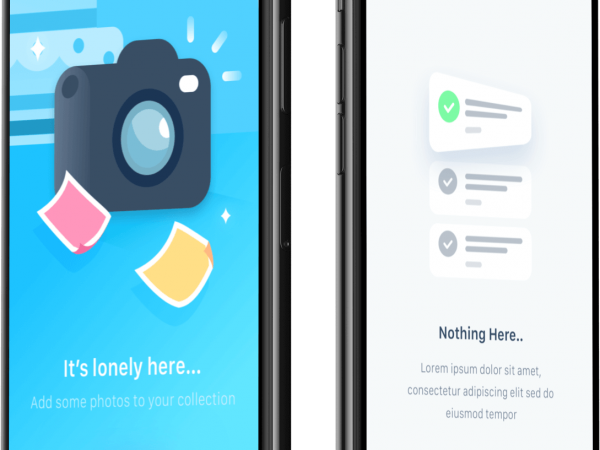 It's lonely here...
Add some photos to your collection
Nothing Here..
Lorem ipsum dolor sit amet,
consectetur adipiscing elit sed do
eiusmod tempor